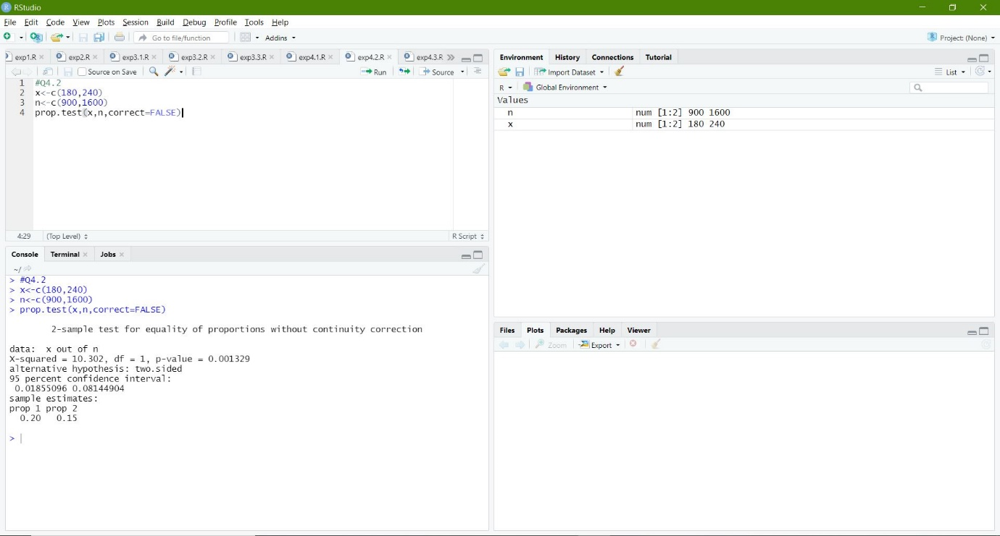 RStudio
File Edit Code View Plots Session Build Debug Profile Tools Help
Go to file/function Addins Project: (None)
exp1.R exp2.R exp3.1.R exp3.2.R exp3.3.R exp4.1.R exp4.2.R exp4.3.R
Source on Save Run Source
1 #Q4.2
2 x<-c(180,240)
3 n<-c(900,1600)
4 prop.test(x,n,correct=FALSE)
4:29 (Top Level) R Script
Console Terminal Jobs
~/
> #Q4.2
> x<-c(180,240)
> n<-c(900,1600)
> prop.test(x,n,correct=FALSE)
2-sample test for equality of proportions without continuity correction
data: x out of n
X-squared = 10.302, df = 1, p-value = 0.001329
alternative hypothesis: two.sided
95 percent confidence interval:
0.01855096 0.08144904
sample estimates:
prop 1 prop 2
0.20 0.15
>
Environment History Connections Tutorial
Import Dataset List
R Global Environment
Values
n num [1:2] 900 1600
x num [1:2] 180 240
Files Plots Packages Help Viewer
Zoom Export